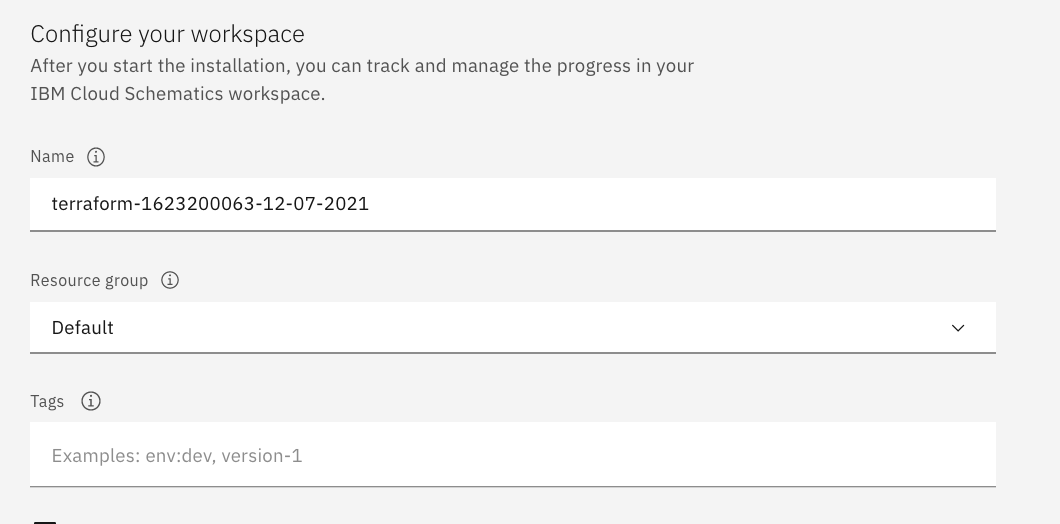 Configure your workspace
After you start the installation, you can track and manage the progress in your
IBM Cloud Schematics workspace.
Name
terraform-1623200063-12-07-2021
Resource group
Default
Tags
Examples: env:dev, version-1